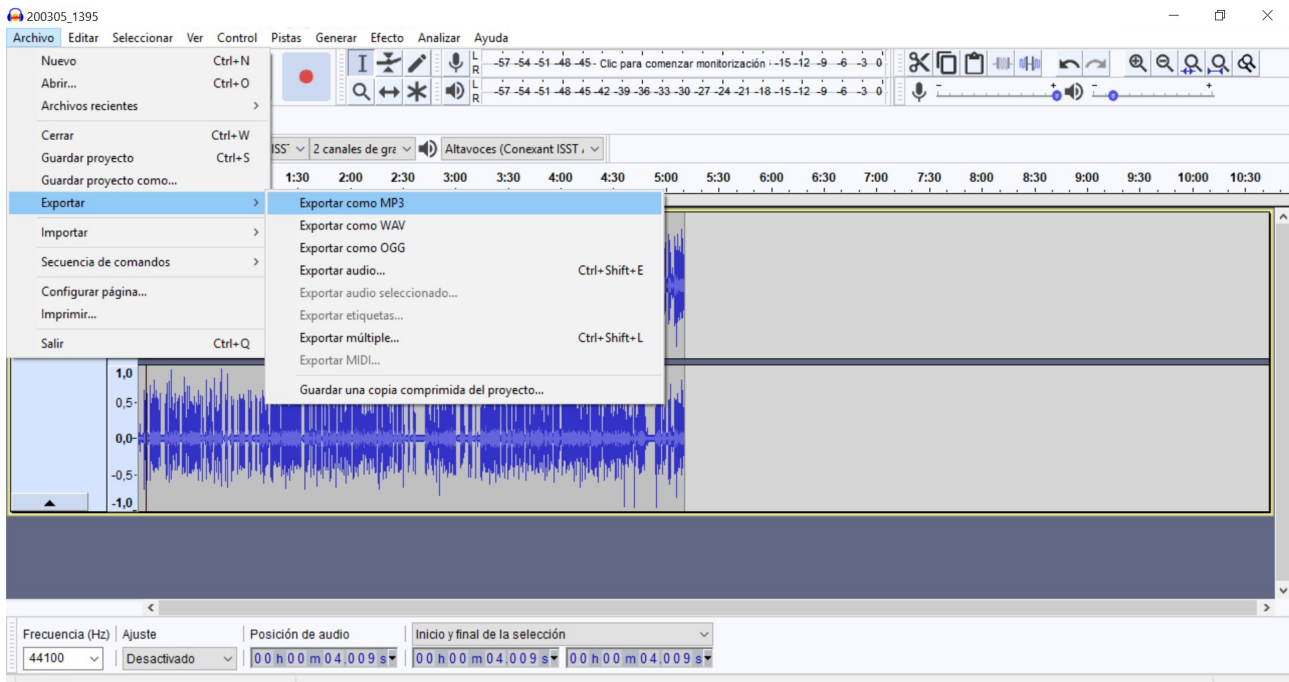 200305_1395
Archivo Editar Seleccionar Ver Control Pistas Generar Efecto Analizar Ayuda
Nuevo Ctrl+N
Abrir... Ctrl+O
Archivos recientes
Cerrar Ctrl+W
Guardar proyecto Ctrl+S
Guardar proyecto como...
Exportar
Importar
Secuencia de comandos
Configurar página...
Imprimir...
Salir Ctrl+Q
L -57 -54 -51 -48 -45 - Clic para comenzar monitorización - -15 -12 -9 -6 -3 0
R
L -57 -54 -51 -48 -45 -42 -39 -36 -33 -30 -27 -24 -21 -18 -15 -12 -9 -6 -3 0
R
2 canales de gra Altavoces (Conexant ISST
1:30 2:00 2:30 3:00 3:30 4:00 4:30 5:00 5:30 6:00 6:30 7:00 7:30 8:00 8:30 9:00 9:30 10:00 10:30
Exportar como MP3
Exportar como WAV
Exportar como OGG
Exportar audio... Ctrl+Shift+E
Exportar audio seleccionado...
Exportar etiquetas...
Exportar múltiple... Ctrl+Shift+L
Exportar MIDI...
Guardar una copia comprimida del proyecto...
1,0
0,5
0,0
-0,5
-1,0
Frecuencia (Hz) Ajuste Posición de audio Inicio y final de la selección
44100 Desactivado 00 h 00 m 04.009 s 00 h 00 m 04.009 s 00 h 00 m 04.009 s